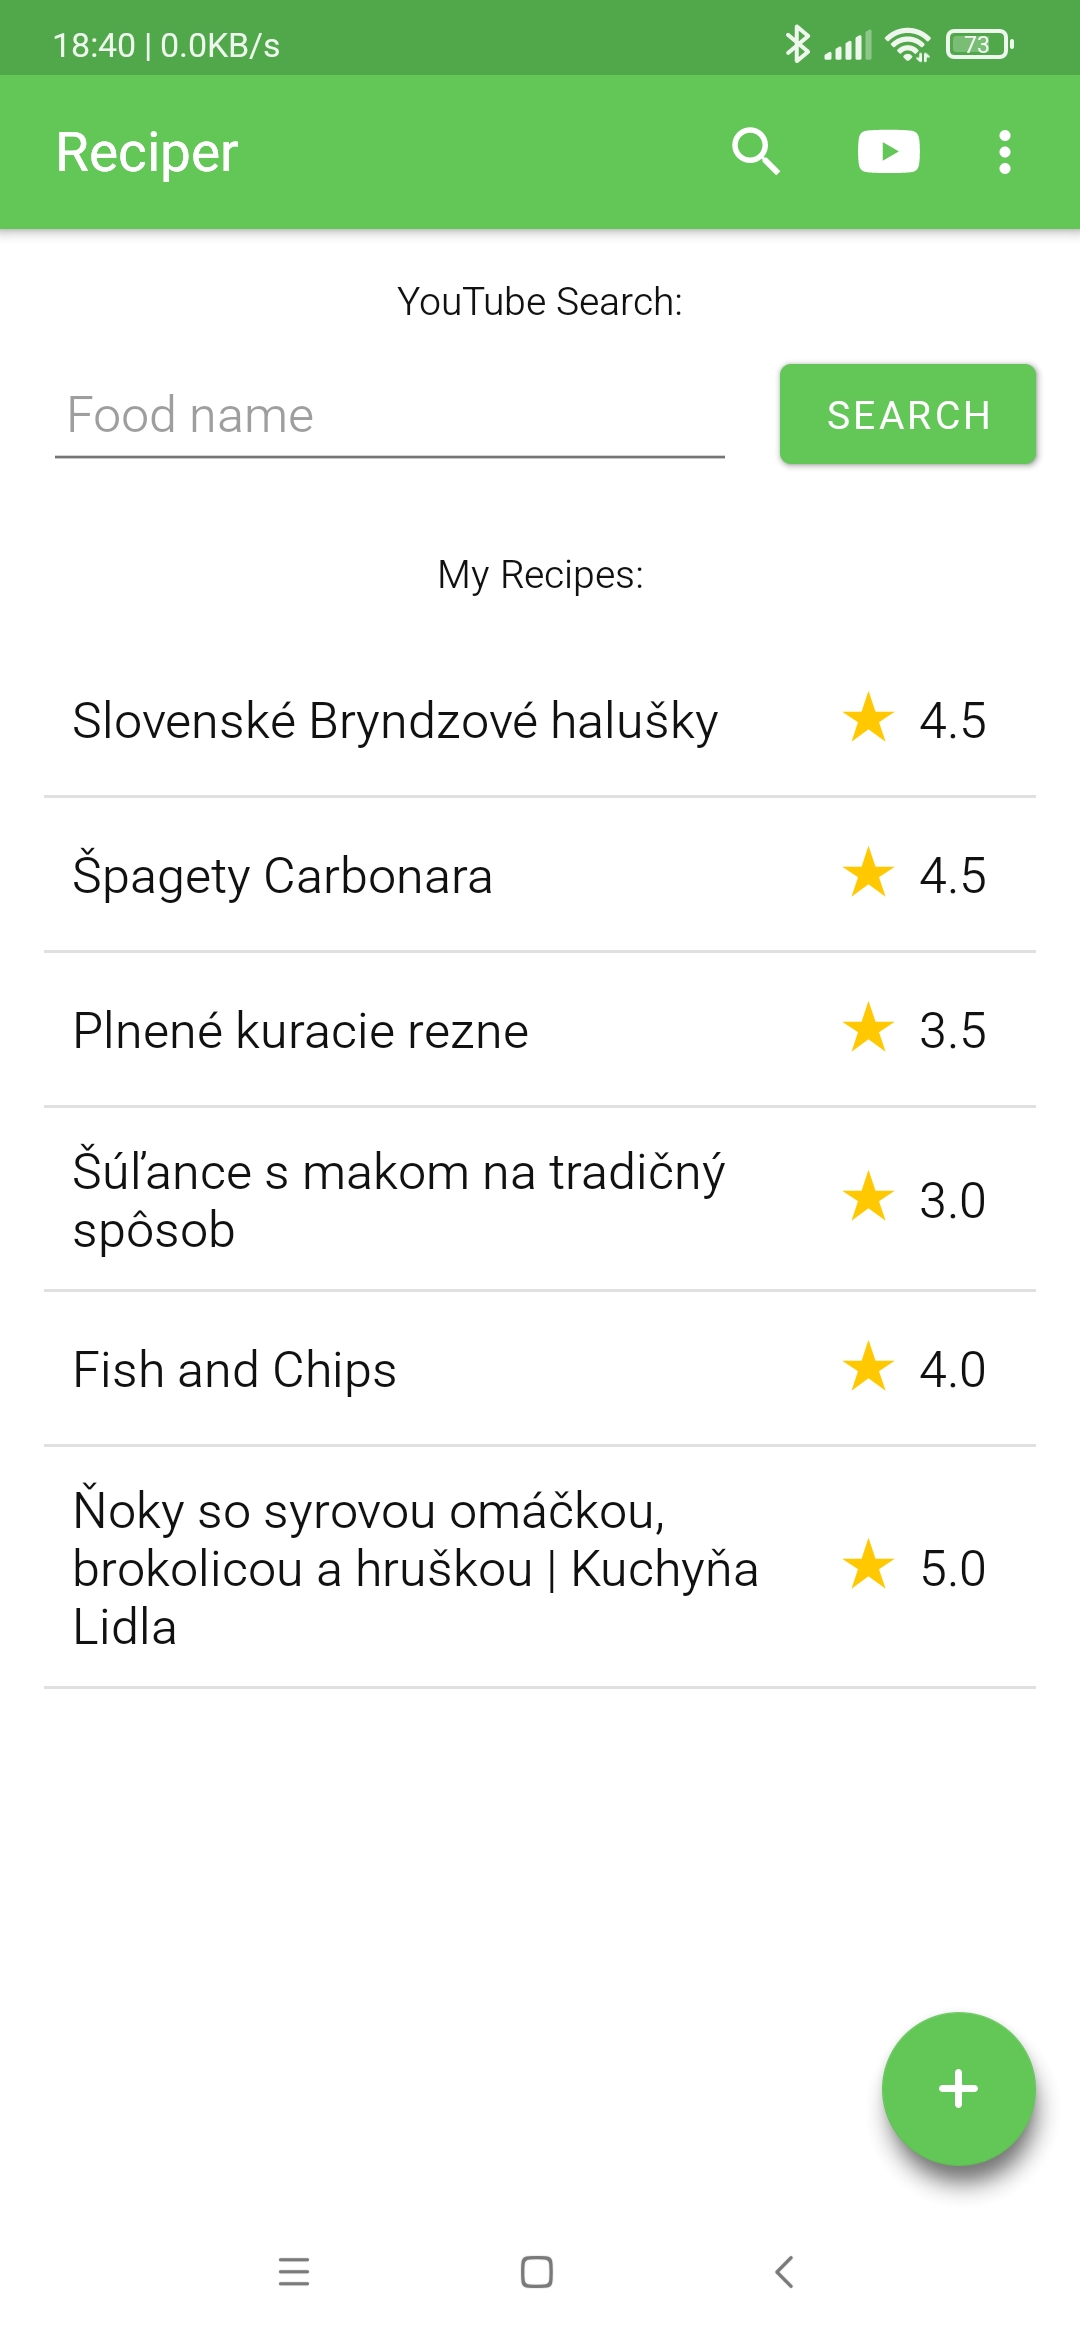 18:40 | 0.0KB/s
73
Reciper
YouTube Search:
Food name
SEARCH
My Recipes:
Slovenské Bryndzové halušky
4.5
Špagety Carbonara
4.5
Plnené kuracie rezne
3.5
Šúľance s makom na tradičný
spôsob
3.0
Fish and Chips
4.0
Ňoky so syrovou omáčkou,
brokolicou a hruškou | Kuchyňa
Lidla
5.0